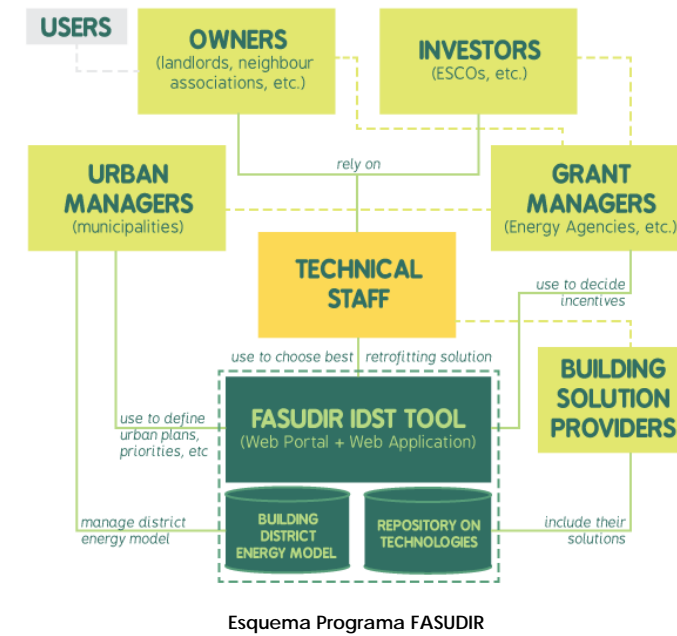 USERS
OWNERS
(landlords, neighbour
associations, etc.)
INVESTORS
(ESCOs, etc.)
rely on
URBAN
MANAGERS
(municipalities)
GRANT
MANAGERS
(Energy Agencies, etc.)
TECHNICAL
STAFF
use to decide
incentives
use to choose best retrofitting solution
BUILDING
SOLUTION
PROVIDERS
FASUDIR IDST TOOL
(Web Portal + Web Application)
use to define
urban plans,
priorities, etc
manage district
energy model
BUILDING
DISTRICT
ENERGY MODEL
REPOSITORY ON
TECHNOLOGIES
include their
solutions
Esquema Programa FASUDIR